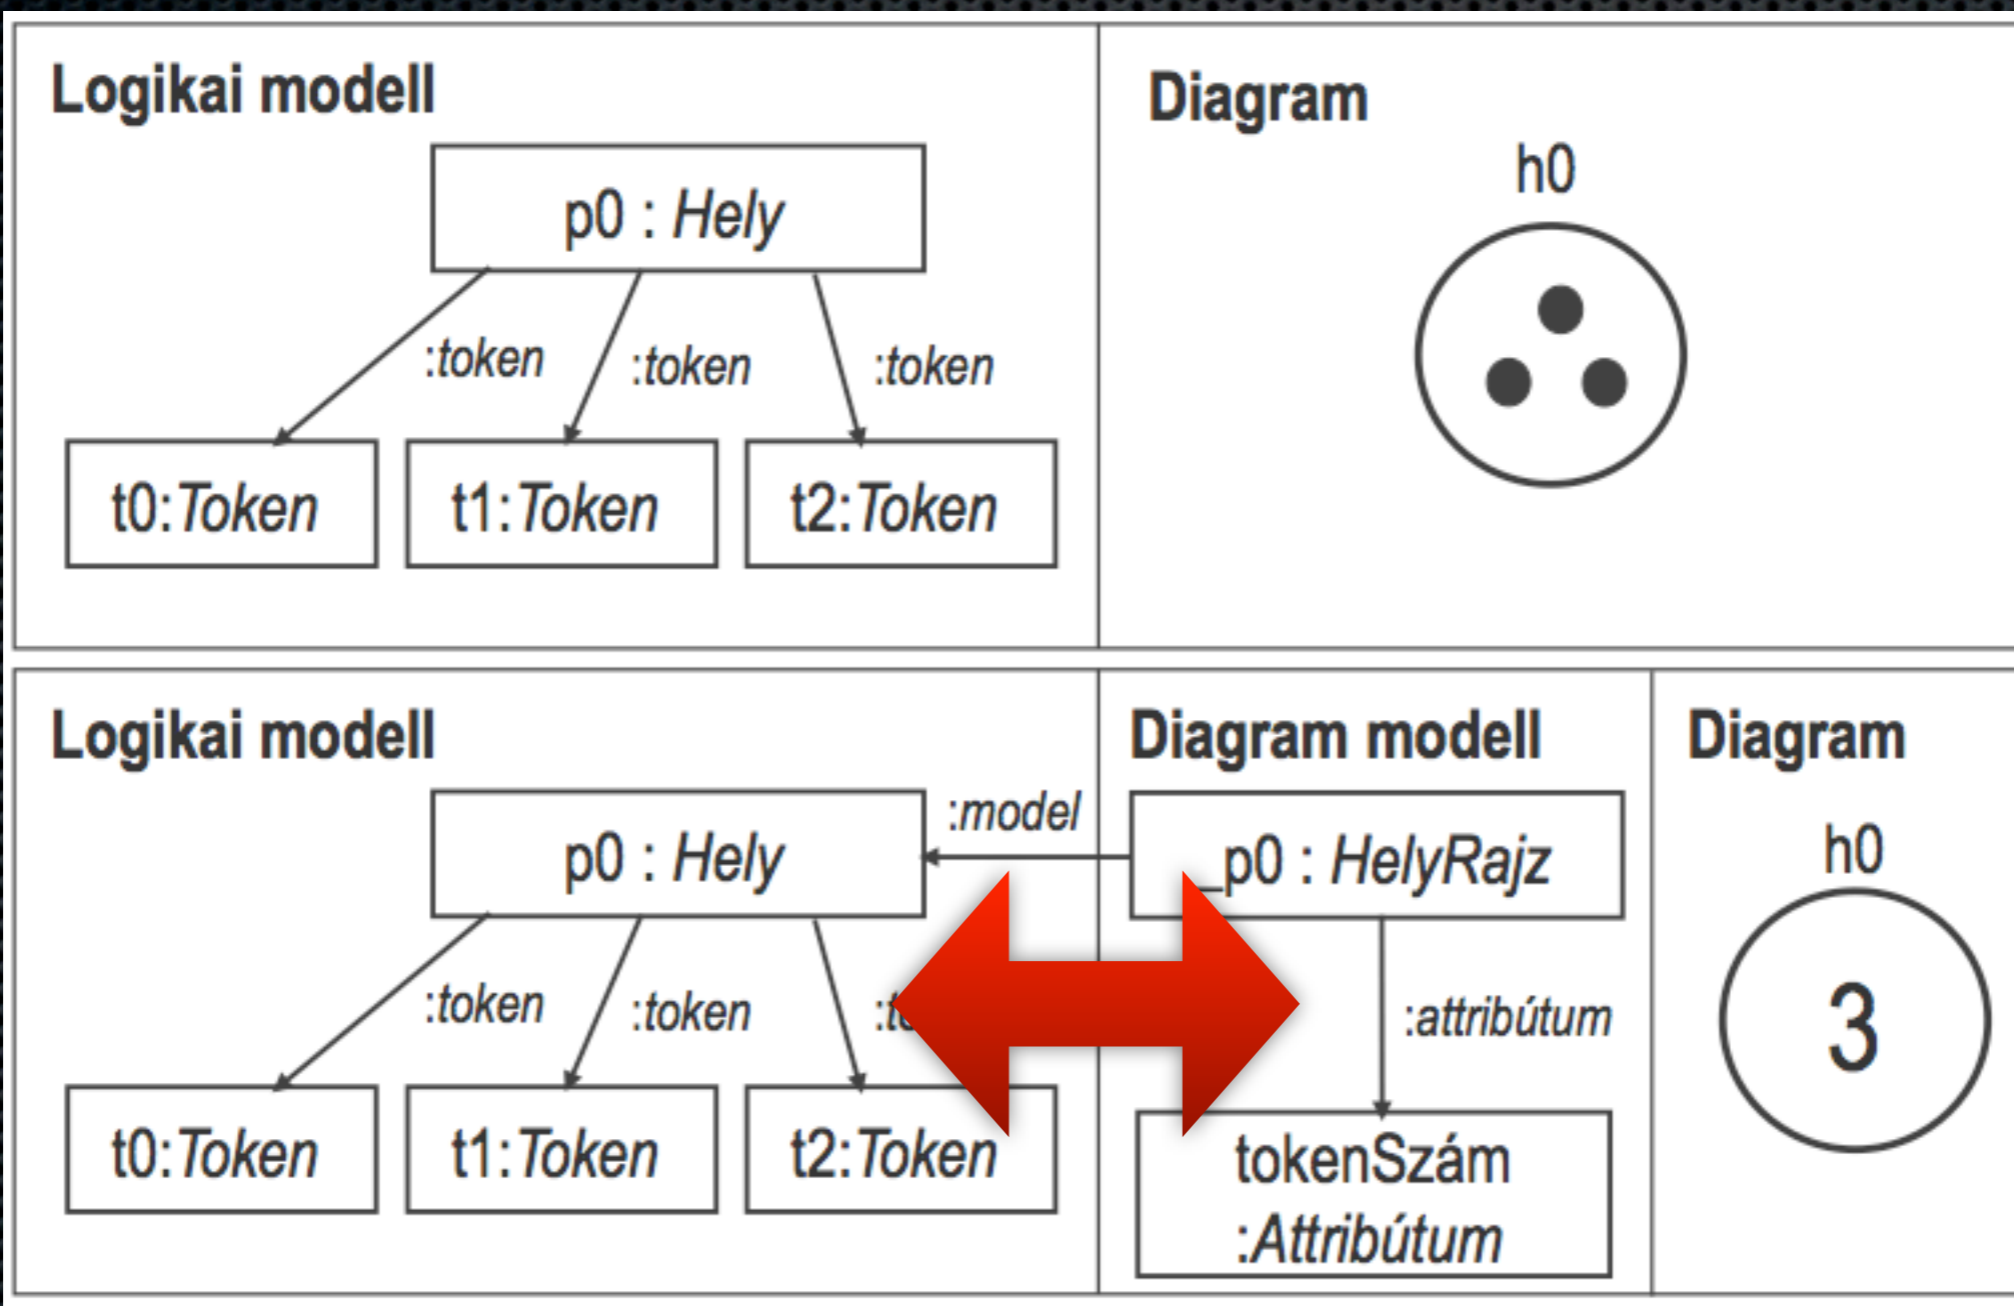 Logikai modell
p0 : Hely
:token
:token
:token
t0:Token
t1:Token
t2:Token
Diagram
h0
Logikai modell
p0 : Hely
:model
:token
:token
t0:Token
t1:Token
t2:Token
Diagram modell
_p0 : HelyRajz
:attribútum
tokenSzám
:Attribútum
Diagram
h0
3